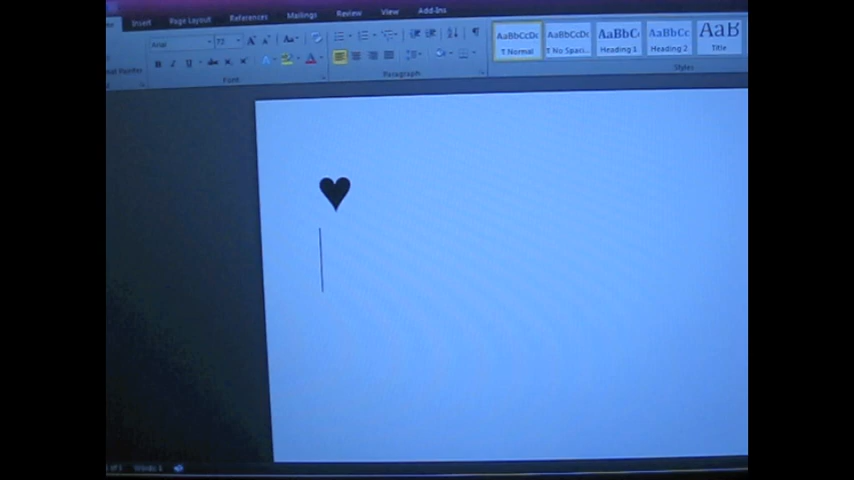 Insert Page Layout References Mailings Review View Add-Ins
Arial 72
AaBbCcDc AaBbCcDc AaBbC AaBbCc AaB
¶ Normal ¶ No Spaci... Heading 1 Heading 2 Title
Font Paragraph Styles
♥